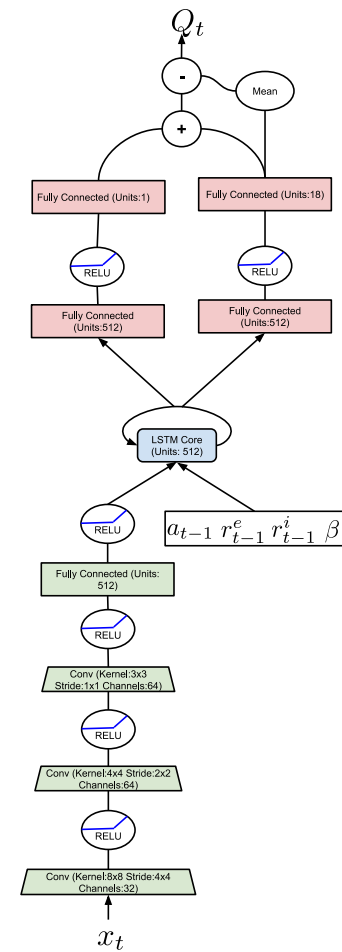 Q_t
-
Mean
+
Fully Connected (Units:1)
Fully Connected (Units:18)
RELU
RELU
Fully Connected
(Units:512)
Fully Connected
(Units:512)
LSTM Core
(Units: 512)
RELU
a_{t-1} r^e_{t-1} r^i_{t-1} β
Fully Connected (Units:
512)
RELU
Conv (Kernel:3x3
Stride:1x1 Channels:64)
RELU
Conv (Kernel:4x4 Stride:2x2
Channels:64)
RELU
Conv (Kernel:8x8 Stride:4x4
Channels:32)
x_t